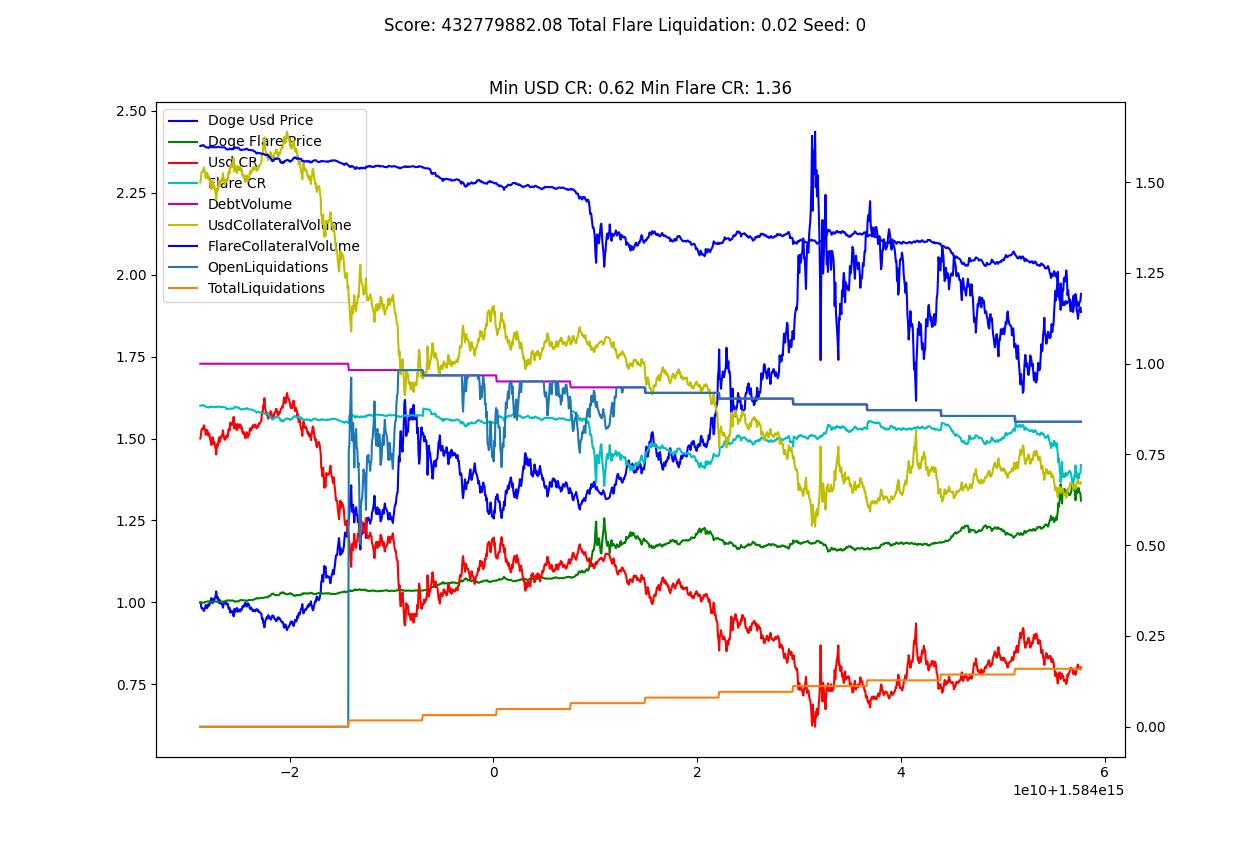 Score: 432779882.08 Total Flare Liquidation: 0.02 Seed: 0
Min USD CR: 0.62 Min Flare CR: 1.36
2.50
2.25
2.00
1.75
1.50
1.25
1.00
0.75
Doge Usd Price
Doge Flare Price
Usd CR
Flare CR
DebtVolume
UsdCollateralVolume
FlareCollateralVolume
OpenLiquidations
TotalLiquidations
1.50
1.25
1.00
0.75
0.50
0.25
0.00
−2 0 2 4 6
1e10+1.584e15